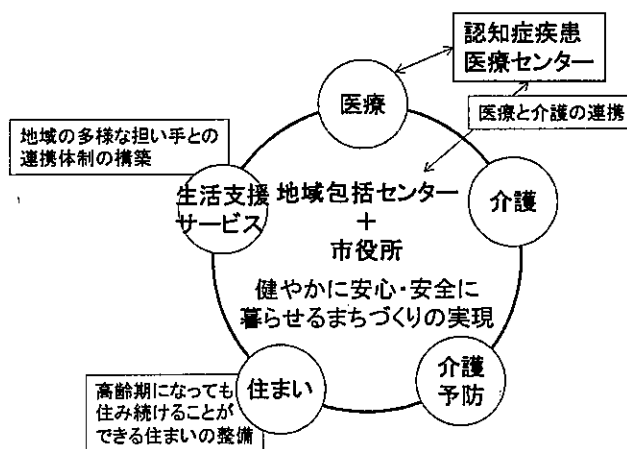 認知症疾患
医療センター
医療
医療と介護の連携
地域の多様な担い手との
連携体制の構築
生活支援
サービス
地域包括センター
+
市役所
介護
健やかに安心・安全に
暮らせるまちづくりの実現
介護
予防
住まい
高齢期になっても
住み続けることが
できる住まいの整備